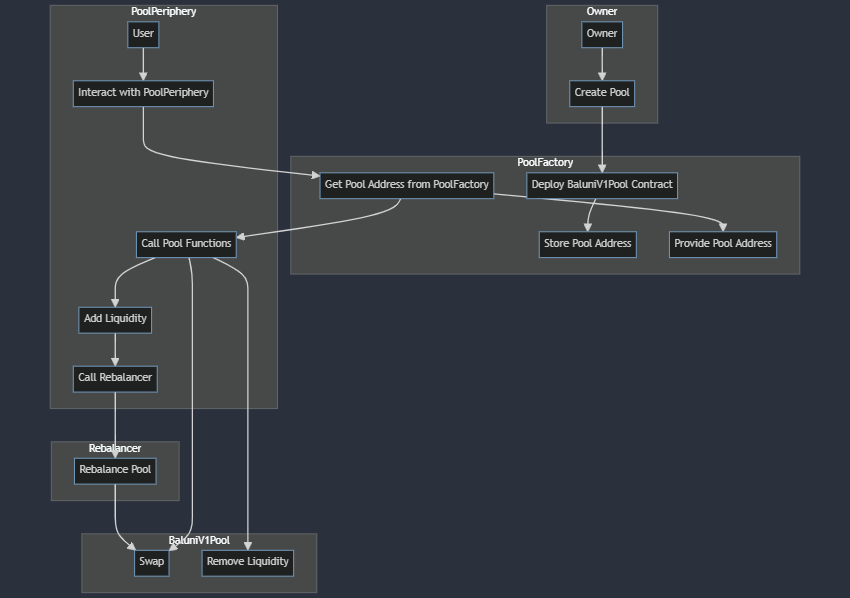 PoolPeriphery
User
Interact with PoolPeriphery
Owner
Owner
Create Pool
PoolFactory
Get Pool Address from PoolFactory
Deploy BaluniV1Pool Contract
Store Pool Address
Provide Pool Address
Call Pool Functions
Add Liquidity
Call Rebalancer
Rebalancer
Rebalance Pool
BaluniV1Pool
Swap
Remove Liquidity